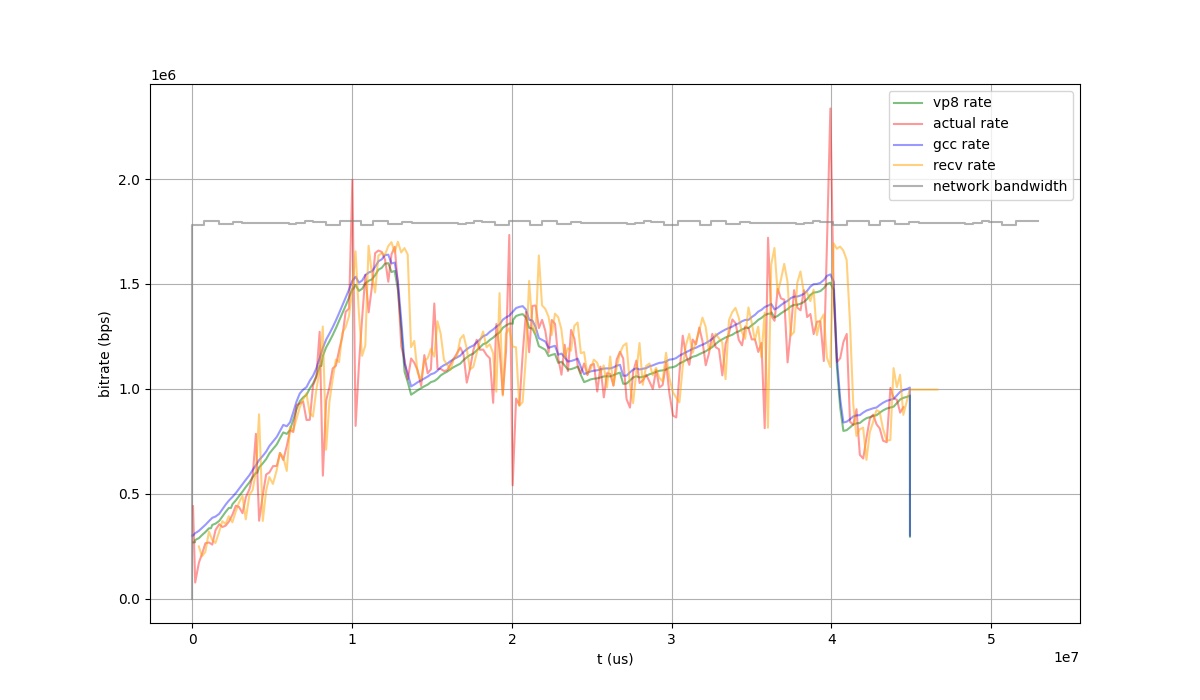 1e6
bitrate (bps)
2.0
1.5
1.0
0.5
0.0
vp8 rate
actual rate
gcc rate
recv rate
network bandwidth
0 1 2 3 4 5
t (us)
1e7